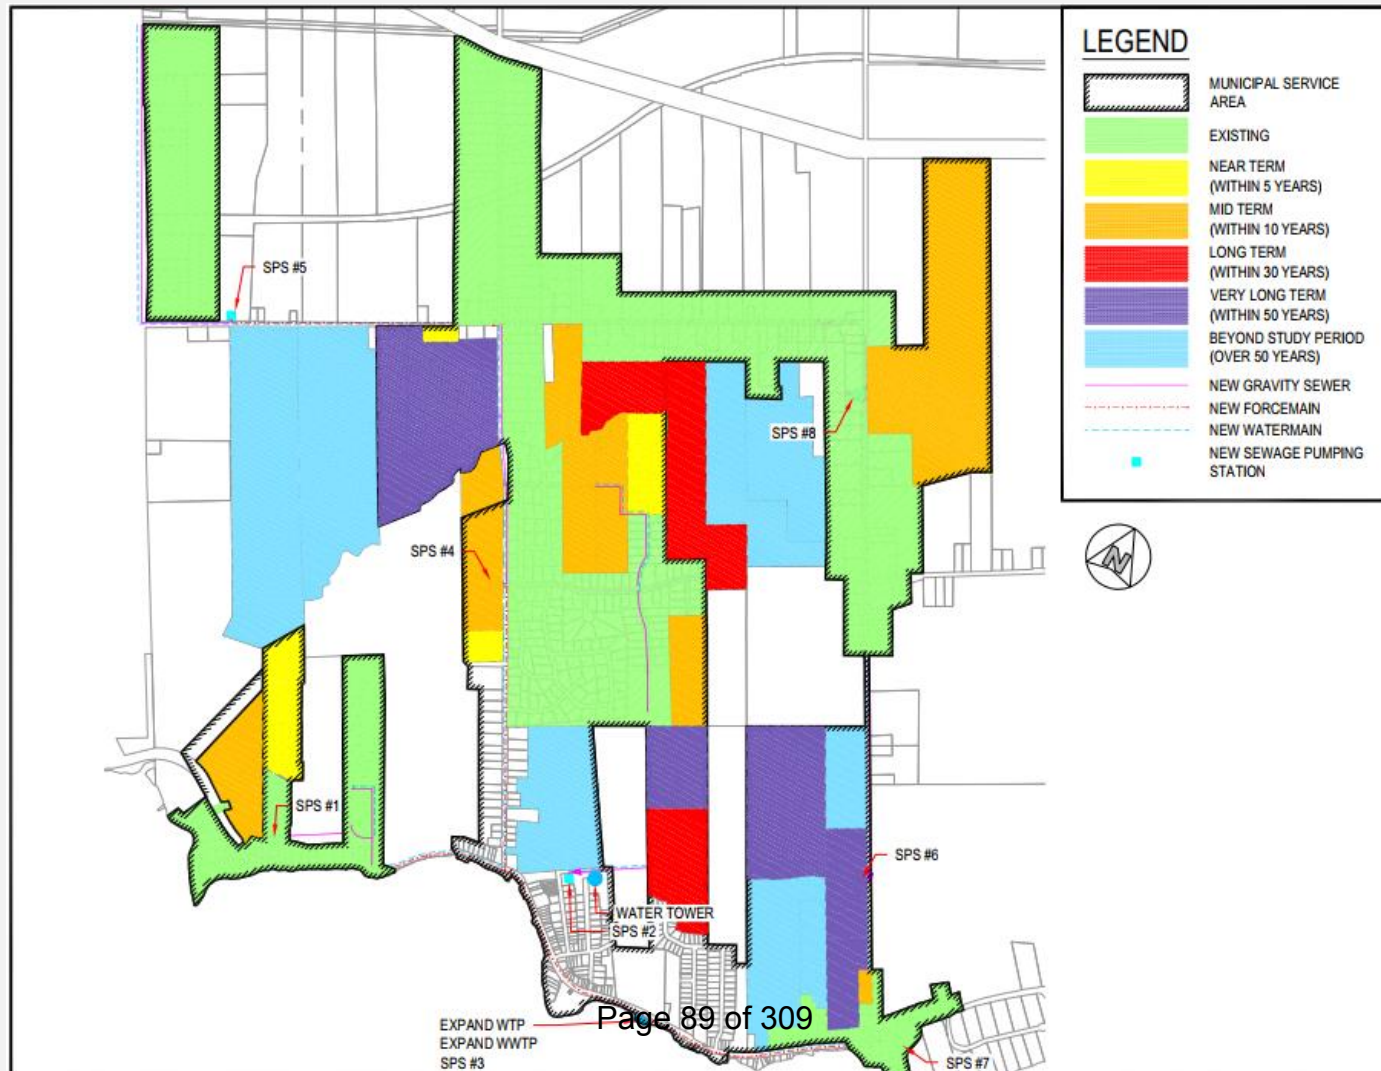 LEGEND
MUNICIPAL SERVICE
AREA
EXISTING
NEAR TERM
(WITHIN 5 YEARS)
MID TERM
(WITHIN 10 YEARS)
LONG TERM
(WITHIN 30 YEARS)
VERY LONG TERM
(WITHIN 50 YEARS)
BEYOND STUDY PERIOD
(OVER 50 YEARS)
NEW GRAVITY SEWER
NEW FORCEMAIN
NEW WATERMAIN
NEW SEWAGE PUMPING
STATION
N
SPS #5
SPS #8
SPS #4
SPS #1
SPS #6
WATER TOWER
SPS #2
EXPAND WTP
EXPAND WWTP
SPS #3
Page 89 of 309
SPS #7